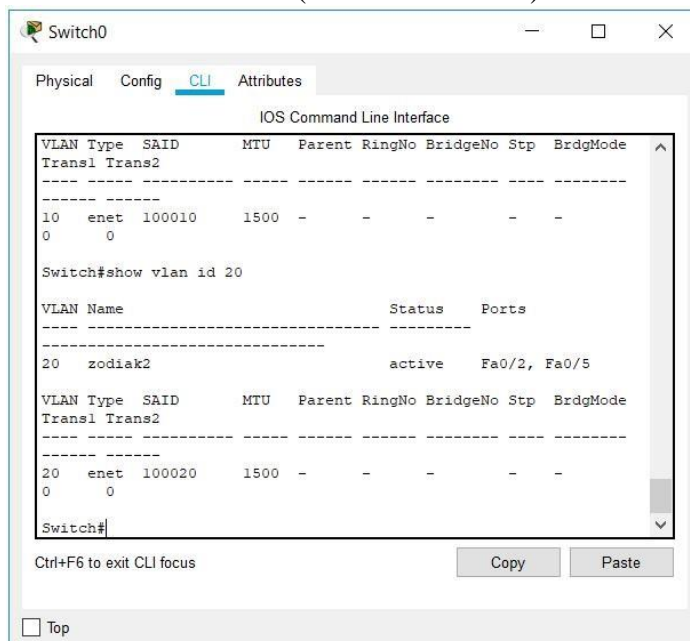 Switch0
Physical Config CLI Attributes
IOS Command Line Interface
VLAN Type SAID MTU Parent RingNo BridgeNo Stp BrdgMode
Trans1 Trans2
---- ----- ---------- ----- ------ ------ -------- ---- --------
------ ------
10 enet 100010 1500 - - - - -
0 0
Switch#show vlan id 20
VLAN Name Status Ports
---- -------------------------------- ---------
-------------------------------
20 zodiak2 active Fa0/2, Fa0/5
VLAN Type SAID MTU Parent RingNo BridgeNo Stp BrdgMode
Trans1 Trans2
---- ----- ---------- ----- ------ ------ -------- ---- --------
------ ------
20 enet 100020 1500 - - - - -
0 0
Switch#
Ctrl+F6 to exit CLI focus
Copy Paste
Top